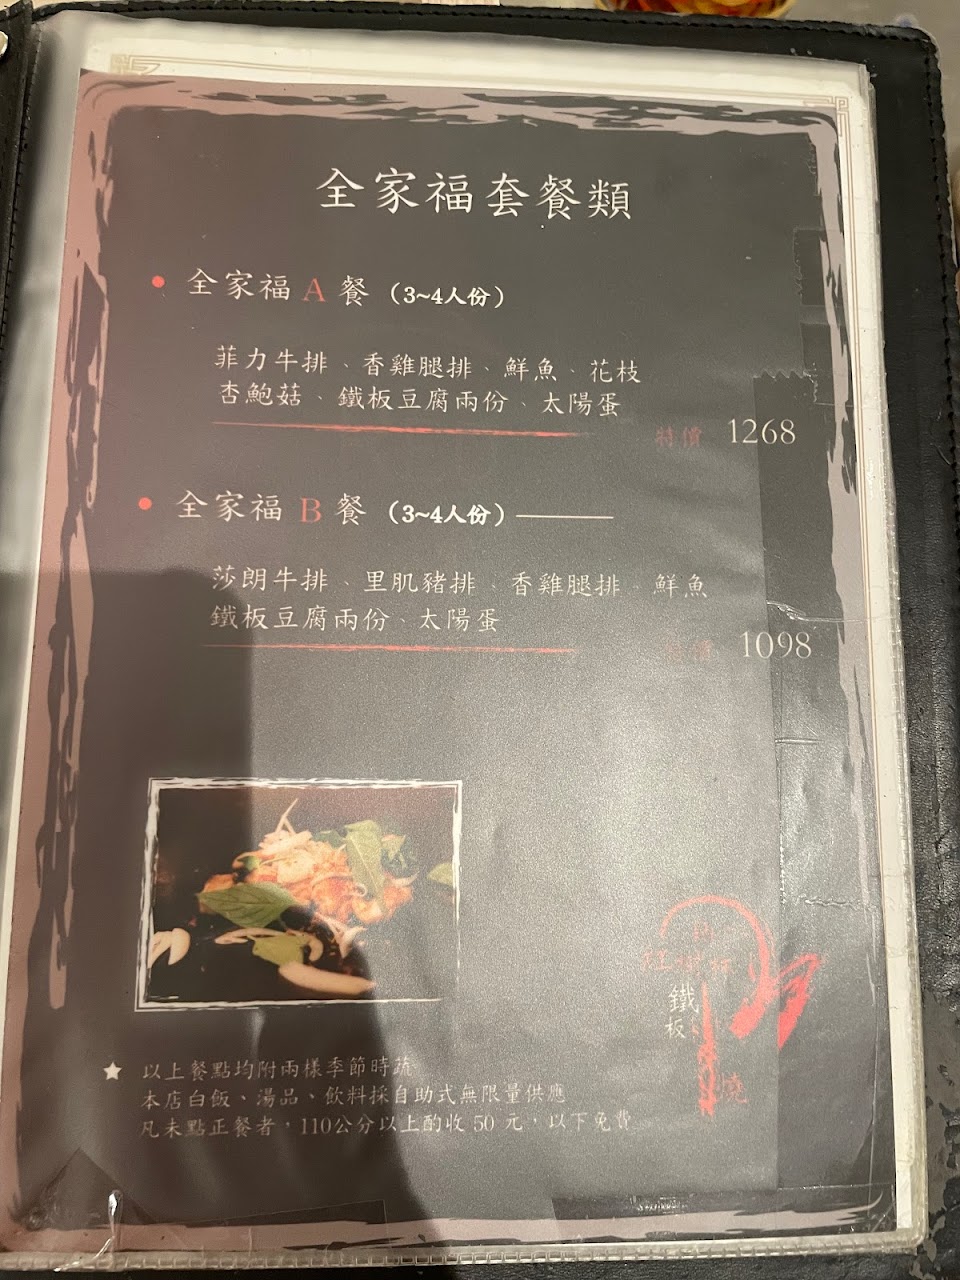 全家福套餐類
全家福 A 餐 (3~4人份)
菲力牛排、香雞腿排、鮮魚、花枝
杏鮑菇、鐵板豆腐兩份、太陽蛋
特價 1268
全家福 B 餐 (3~4人份)
莎朗牛排、里肌豬排、香雞腿排、鮮魚
鐵板豆腐兩份、太陽蛋
特價 1098
鐵
板
燒
以上餐點均附兩樣季節時蔬
本店白飯、湯品、飲料採自助式無限量供應
凡未點正餐者,110公分以上酌收 50 元,以下免費